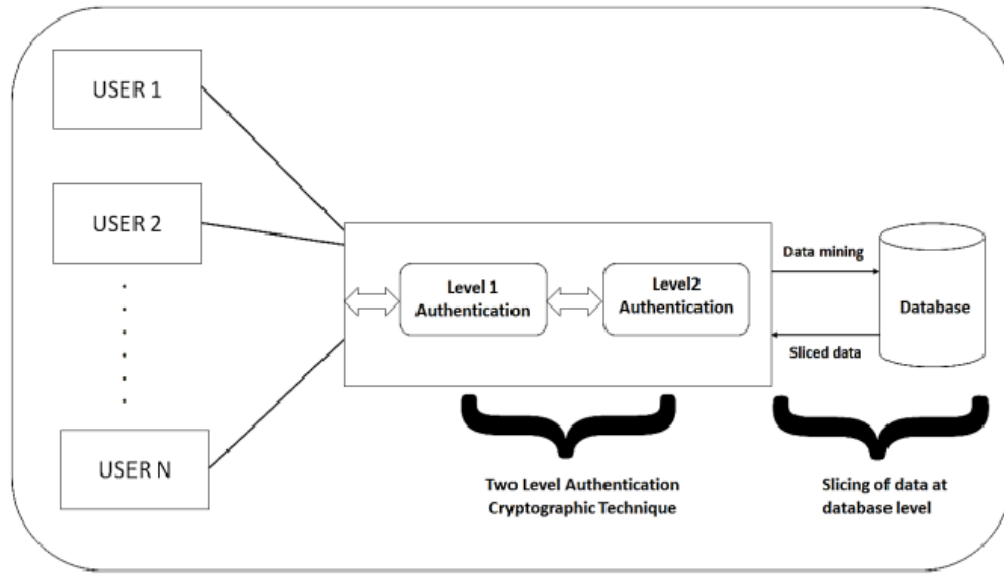 USER 1
USER 2
USER N
Level 1
Authentication
Level2
Authentication
Data mining
Sliced data
Database
Two Level Authentication
Cryptographic Technique
Slicing of data at
database level